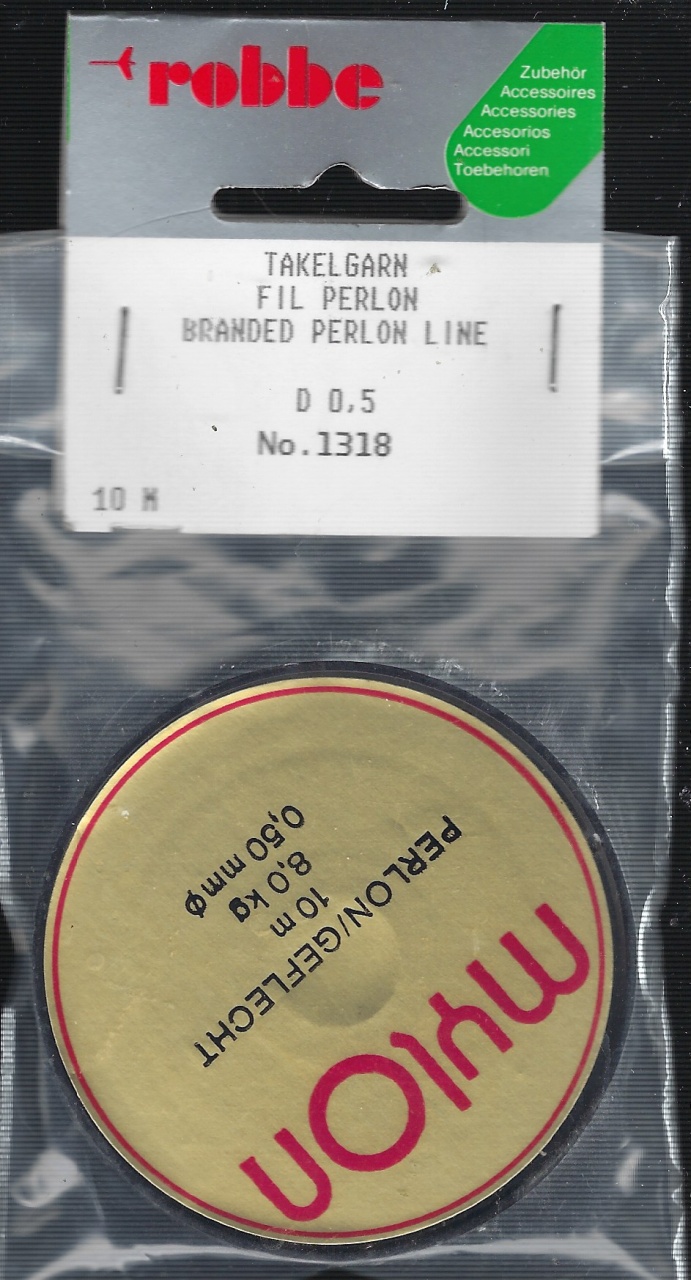 robbe
Zubehör
Accessoires
Accessories
Accesorios
Accessori
Toebehoren
TAKELGARN
FIL PERLON
BRANDED PERLON LINE
D 0,5
No.1318
10 M
mylon
PERLON/GEFLECHT
10 m
8,0 kg
0,50 mm ø